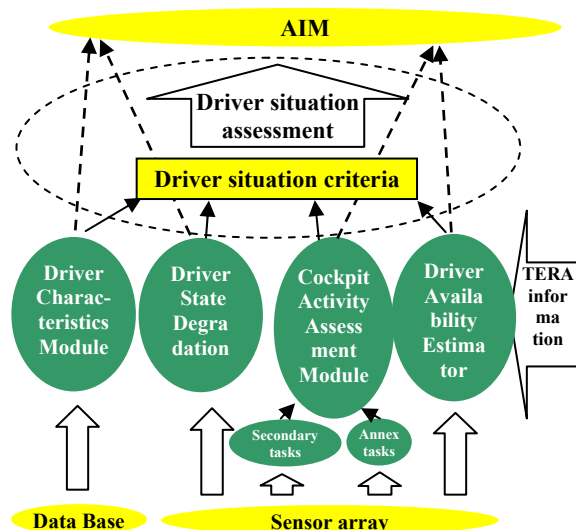 AIM
Driver situation
assessment
Driver situation criteria
Driver
Charac-
teristics
Module
Driver
State
Degra
dation
Cockpit
Activity
Assess
ment
Module
Driver
Availa
bility
Estima
tor
TERA
infor
ma
tion
Secondary
tasks
Annex
tasks
Data Base
Sensor array